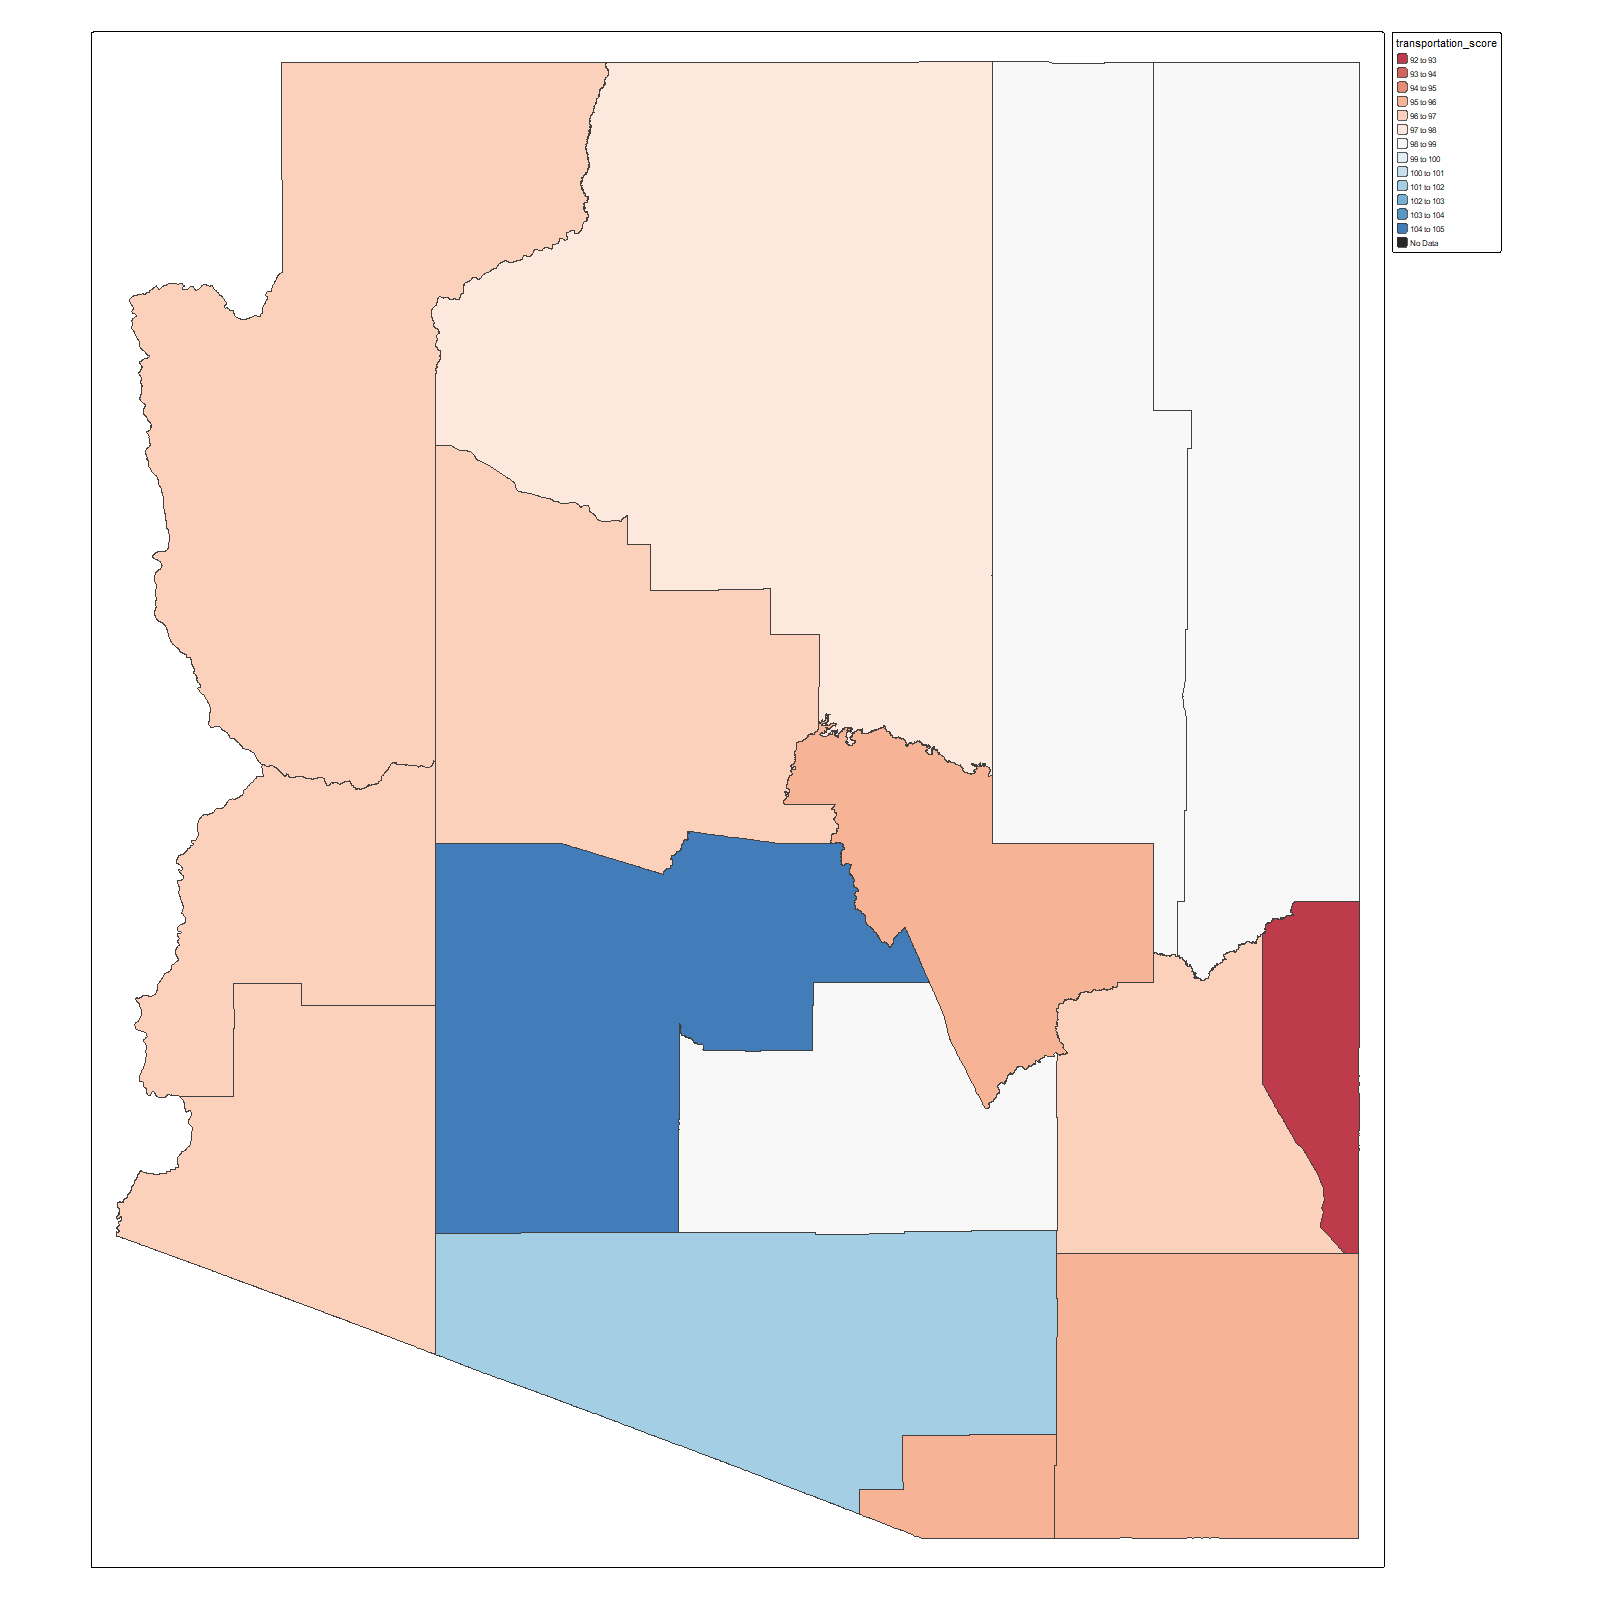 transportation_score
92 to 93
93 to 94
94 to 95
95 to 96
96 to 97
97 to 98
98 to 99
99 to 100
100 to 101
101 to 102
102 to 103
103 to 104
104 to 105
No Data